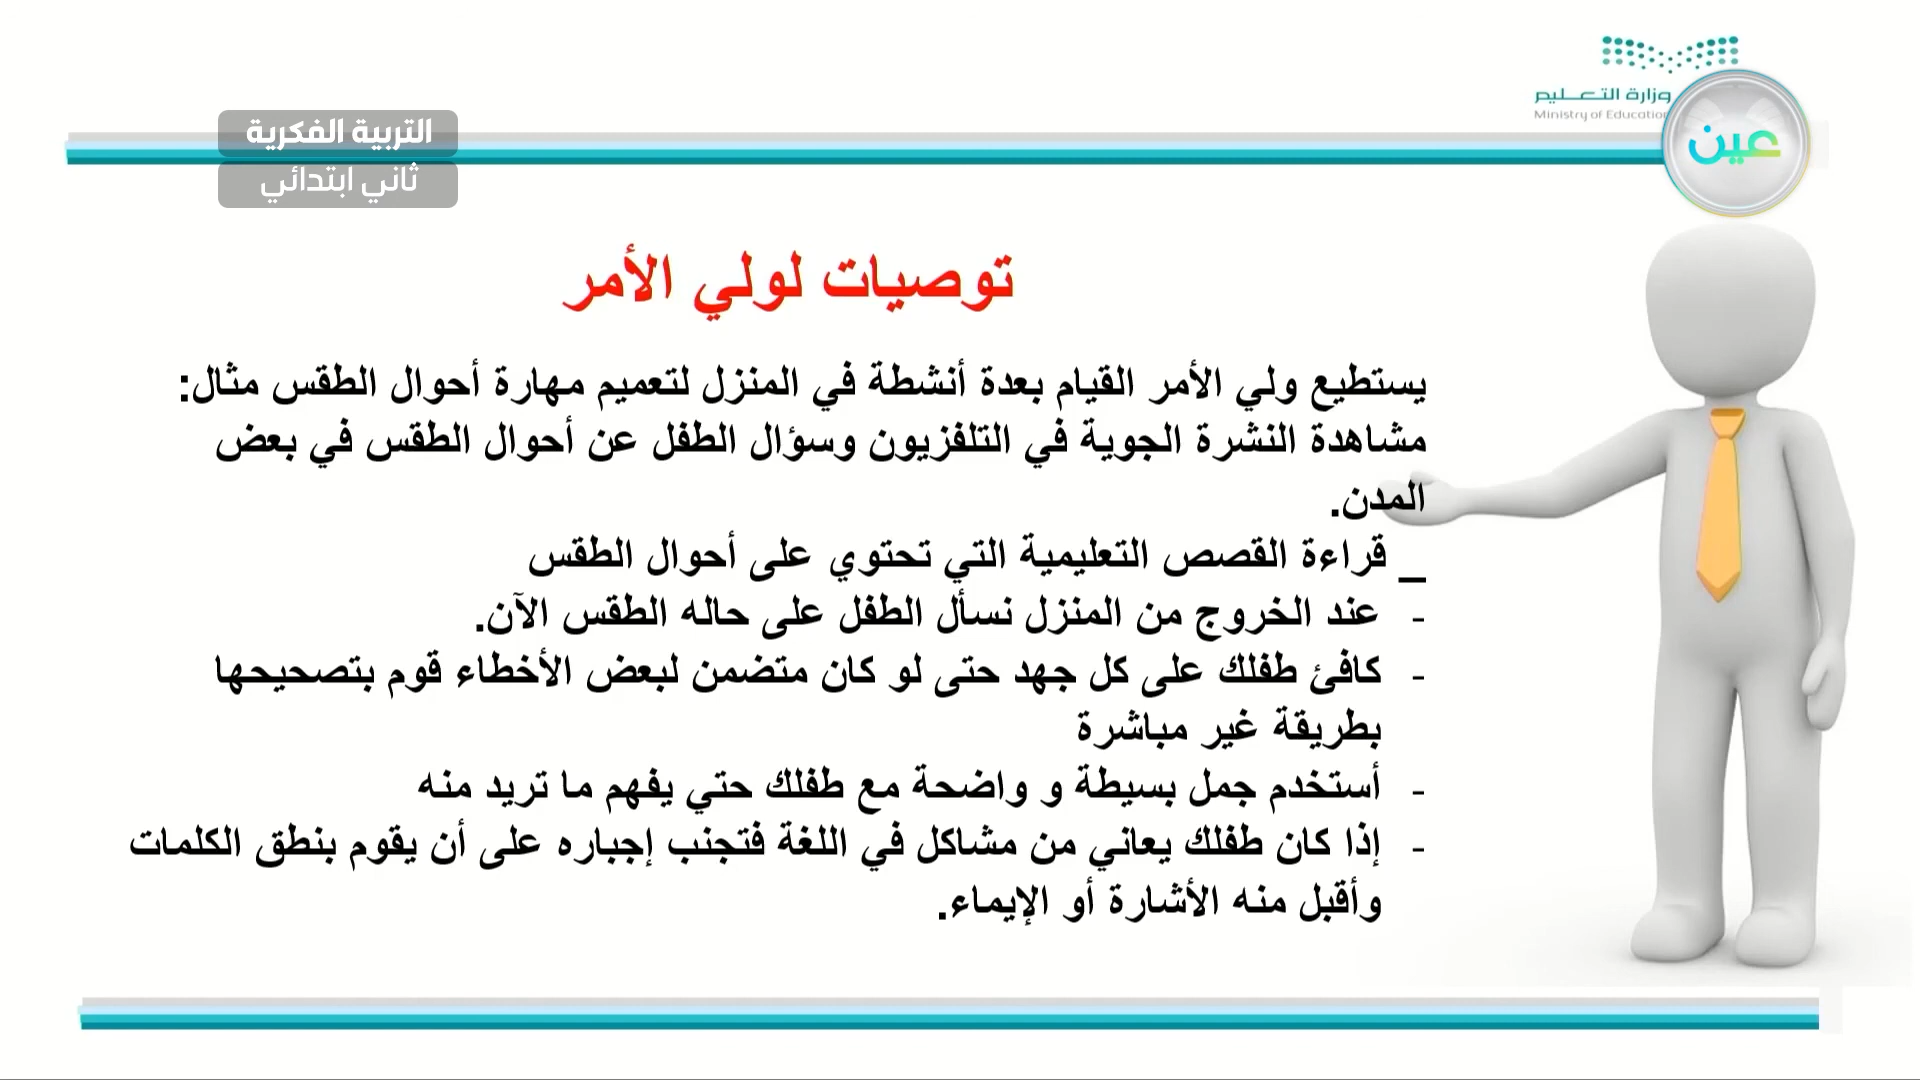 وزارة التعليم
Ministry of Education
عين
التربية الفكرية
ثاني ابتدائي
توصيات لولي الأمر
يستطيع ولي الأمر القيام بعدة أنشطة في المنزل لتعميم مهارة أحوال الطقس مثال:
مشاهدة النشرة الجوية في التلفزيون وسؤال الطفل عن أحوال الطقس في بعض
المدن.
_ قراءة القصص التعليمية التي تحتوي على أحوال الطقس
- عند الخروج من المنزل نسأل الطفل على حاله الطقس الآن.
- كافئ طفلك على كل جهد حتى لو كان متضمن لبعض الأخطاء قوم بتصحيحها
بطريقة غير مباشرة
- أستخدم جمل بسيطة و واضحة مع طفلك حتي يفهم ما تريد منه
- إذا كان طفلك يعاني من مشاكل في اللغة فتجنب إجباره على أن يقوم بنطق الكلمات
وأقبل منه الأشارة أو الإيماء.